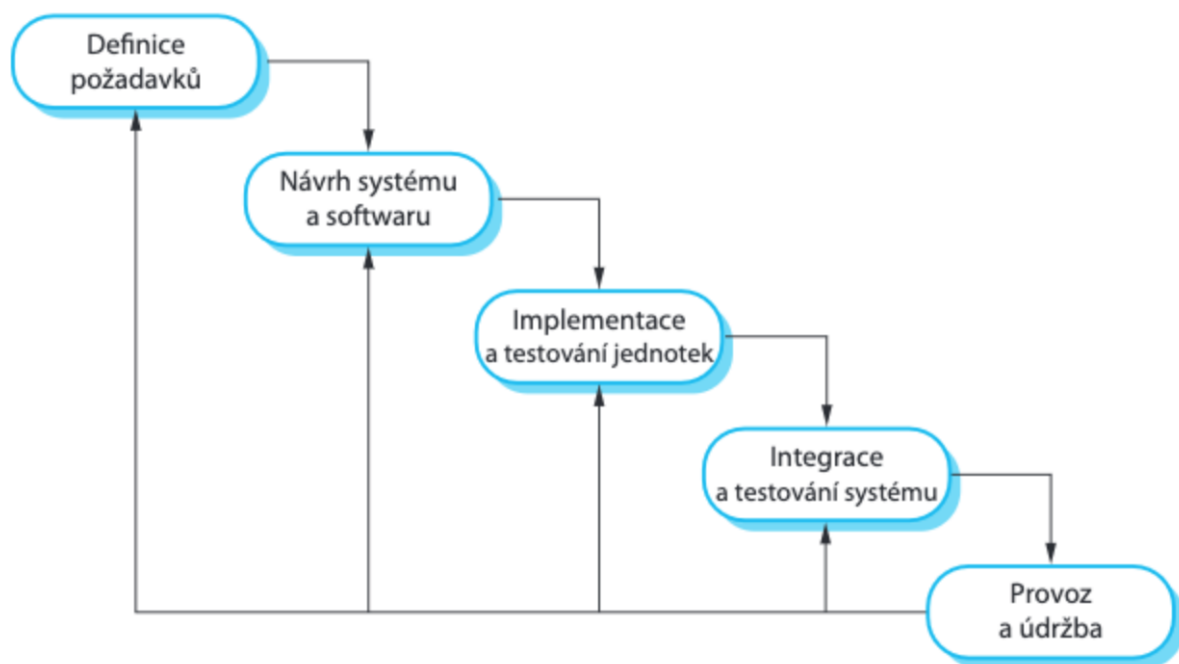 Definice
požadavků
Návrh systému
a softwaru
Implementace
a testování jednotek
Integrace
a testování systému
Provoz
a údržba